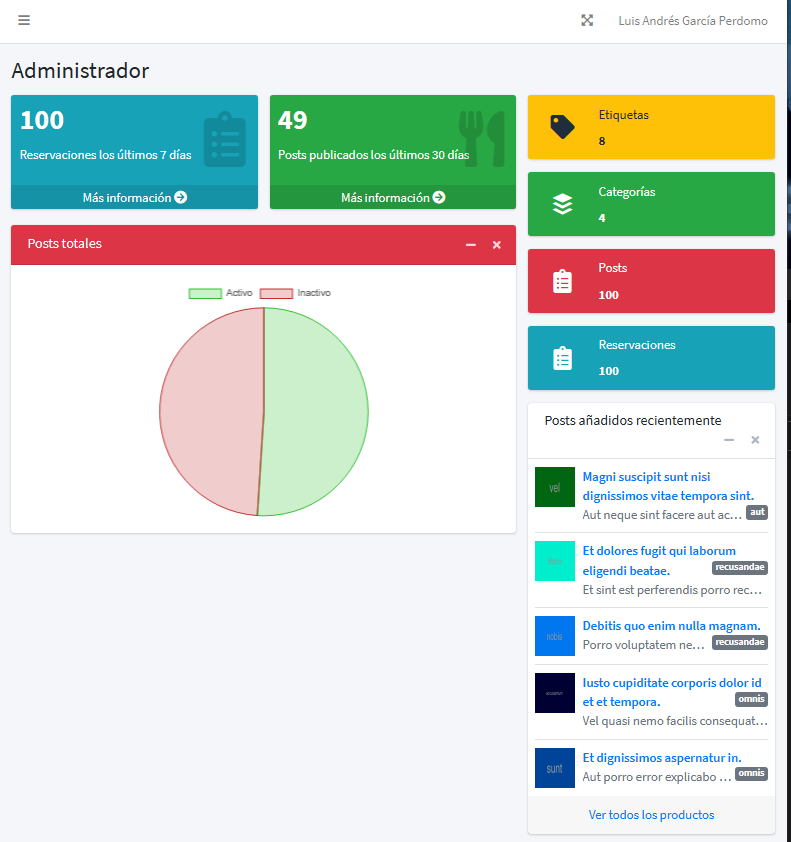 Luis Andrés García Perdomo
Administrador
100
Reservaciones los últimos 7 días
Más información
49
Posts publicados los últimos 30 días
Más información
Posts totales
Activo
Inactivo
Etiquetas
8
Categorías
4
Posts
100
Reservaciones
100
Posts añadidos recientemente
vel
Magni suscipit sunt nisi
dignissimos vitae tempora sint.
Aut neque sint facere aut ac...
aut
Et dolores fugit qui laborum
eligendi beatae.
recusandae
Et sint est perferendis porro rec...
nobis
Debitis quo enim nulla magnam.
Porro voluptatem ne...
recusandae
Iusto cupiditate corporis dolor id
et et tempora.
omnis
Vel quasi nemo facilis consequat...
sunt
Et dignissimos aspernatur in.
Aut porro error explicabo ...
omnis
Ver todos los productos